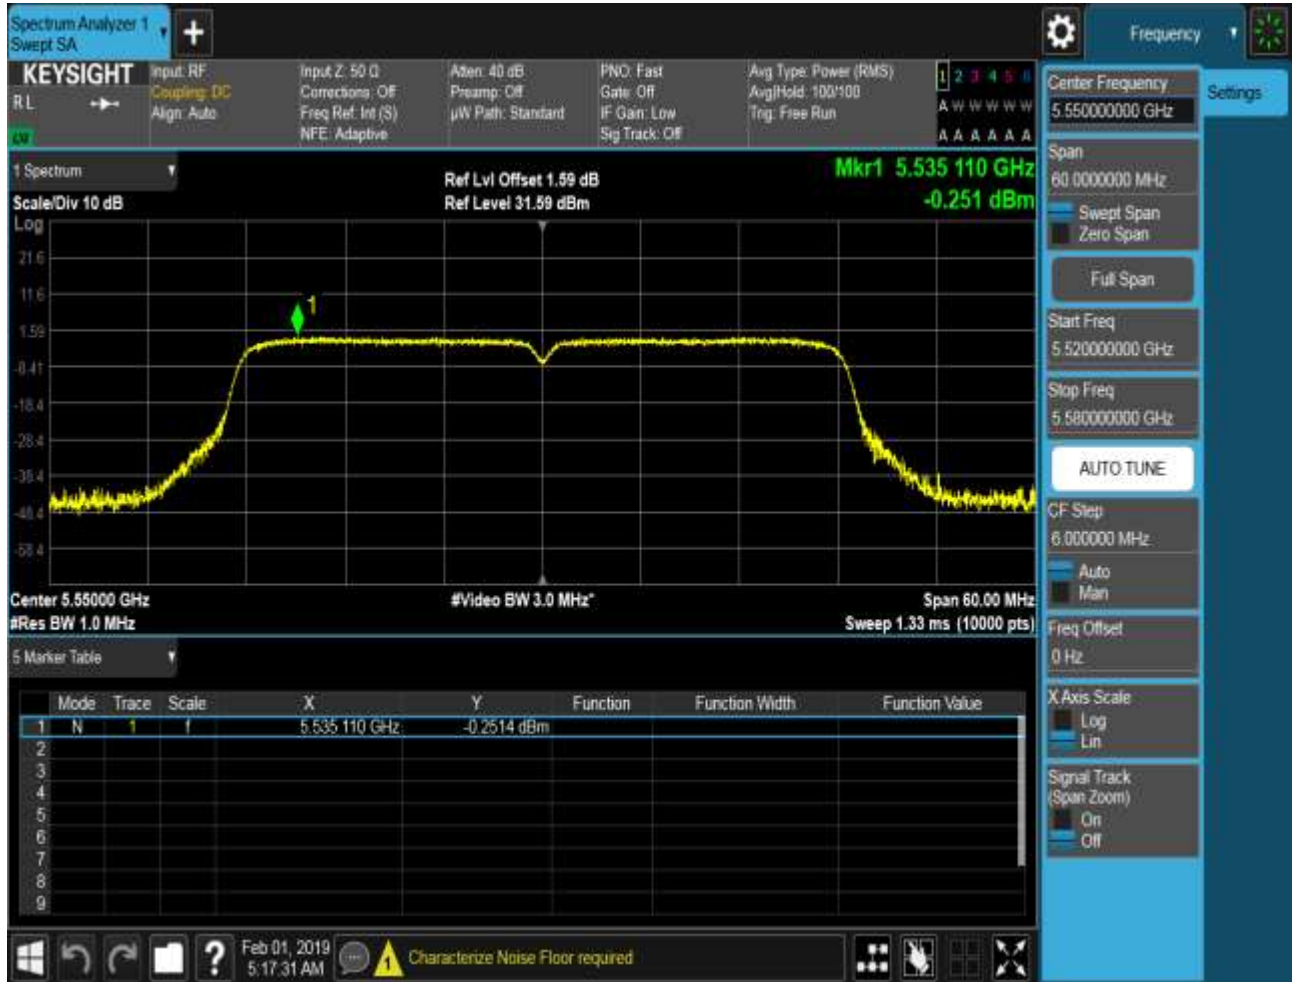 Spectrum Analyzer 1
Swept SA
+
Frequency
KEYSIGHT
RL
Input: RF
Coupling: DC
Align: Auto
Input Z: 50 Ω
Corrections: Off
Freq Ref: Int (S)
NFE: Adaptive
Atten: 40 dB
Preamp: Off
µW Path: Standard
PNO: Fast
Gate: Off
IF Gain: Low
Sig Track: Off
Avg Type: Power (RMS)
Avg|Hold: 100/100
Trig: Free Run
1 2 3 4 5 6
A W W W W W
A A A A A A
1 Spectrum
Scale/Div 10 dB
Ref Lvl Offset 1.59 dB
Ref Level 31.59 dBm
Mkr1 5.535 110 GHz
-0.251 dBm
Log
21.6
11.6
1.59
-8.41
-18.4
-28.4
-38.4
-48.4
-58.4
1
Center 5.55000 GHz
#Res BW 1.0 MHz
#Video BW 3.0 MHz*
Span 60.00 MHz
Sweep 1.33 ms (10000 pts)
5 Marker Table
Mode Trace Scale X Y Function Function Width Function Value
1 N 1 f 5.535 110 GHz -0.2514 dBm
2
3
4
5
6
7
8
9
?
Feb 01, 2019
5:17:31 AM
1
Characterize Noise Floor required
Center Frequency
5.550000000 GHz
Settings
Span
60.0000000 MHz
Swept Span
Zero Span
Full Span
Start Freq
5.520000000 GHz
Stop Freq
5.580000000 GHz
AUTO TUNE
CF Step
6.000000 MHz
Auto
Man
Freq Offset
0 Hz
X Axis Scale
Log
Lin
Signal Track
(Span Zoom)
On
Off